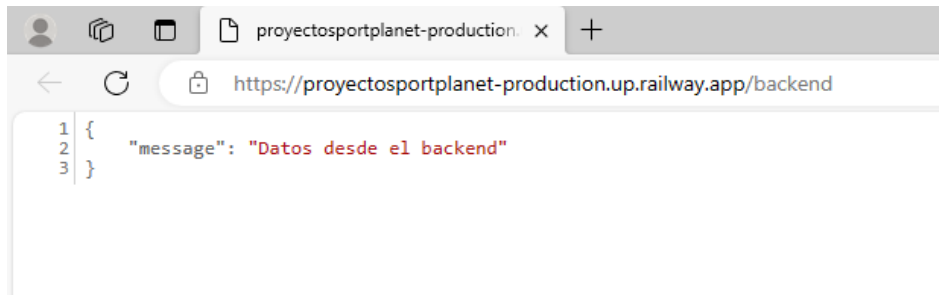 proyectosportplanet-production.
https://proyectosportplanet-production.up.railway.app/backend
1 {
2 "message": "Datos desde el backend"
3 }